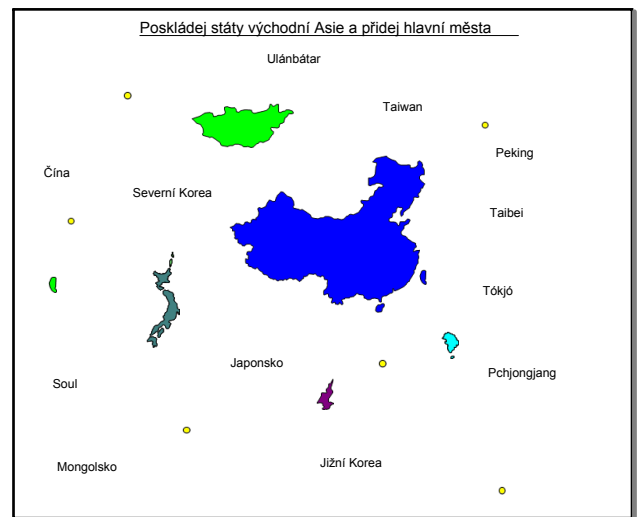 Poskládej státy východní Asie a přidej hlavní města
Ulánbátar
Taiwan
Peking
Čína
Severní Korea
Taibei
Tókjó
Japonsko
Pchjongjang
Soul
Jižní Korea
Mongolsko